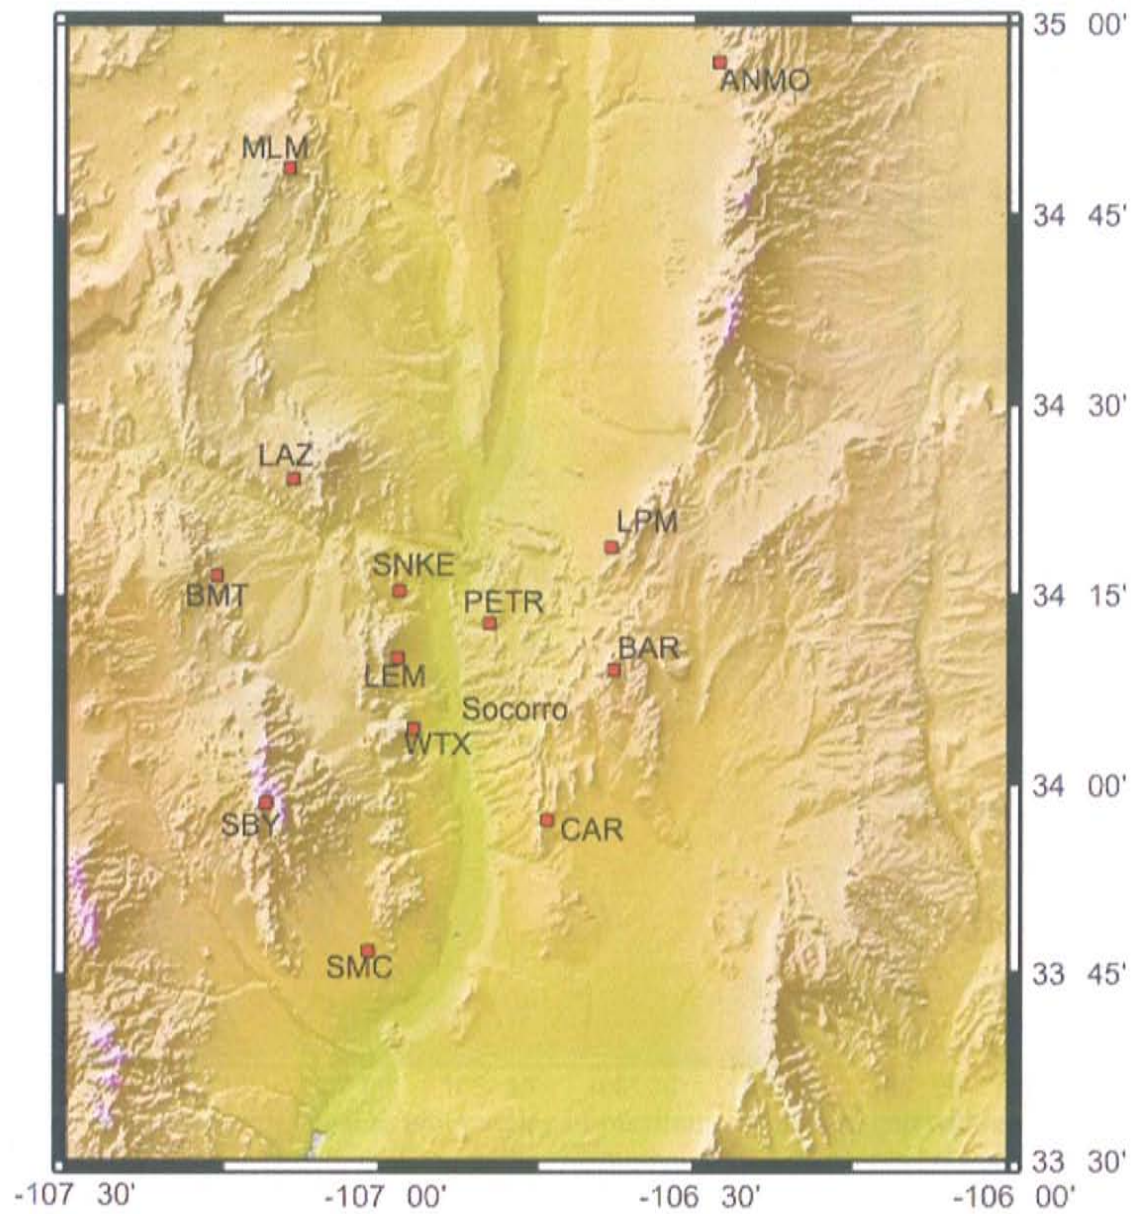 35 00'
ANMO
MLM
34 45'
34 30'
LAZ
LPM
SNKE
BMT
34 15'
PETR
BAR
LEM
Socorro
WTX
34 00'
SBY
CAR
SMC
33 45'
33 30'
-107 30' -107 00' -106 30' -106 00'